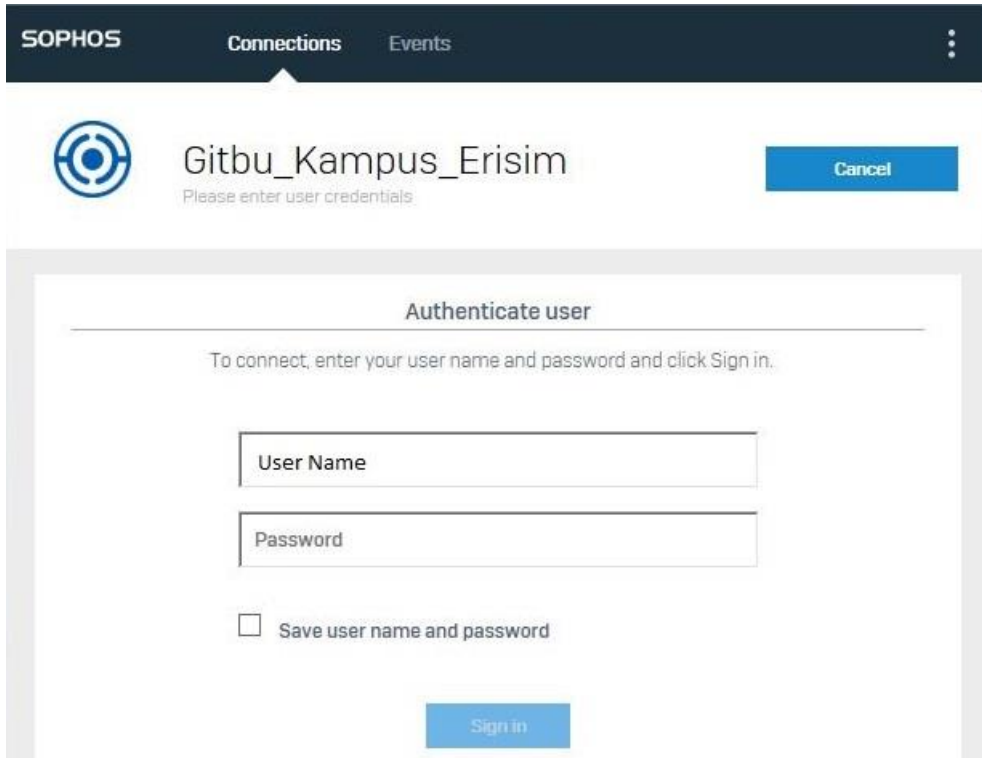 SOPHOS Connections Events
Gitbu_Kampus_Erisim
Please enter user credentials
Cancel
Authenticate user
To connect, enter your user name and password and click Sign in.
User Name
Password
Save user name and password
Sign in